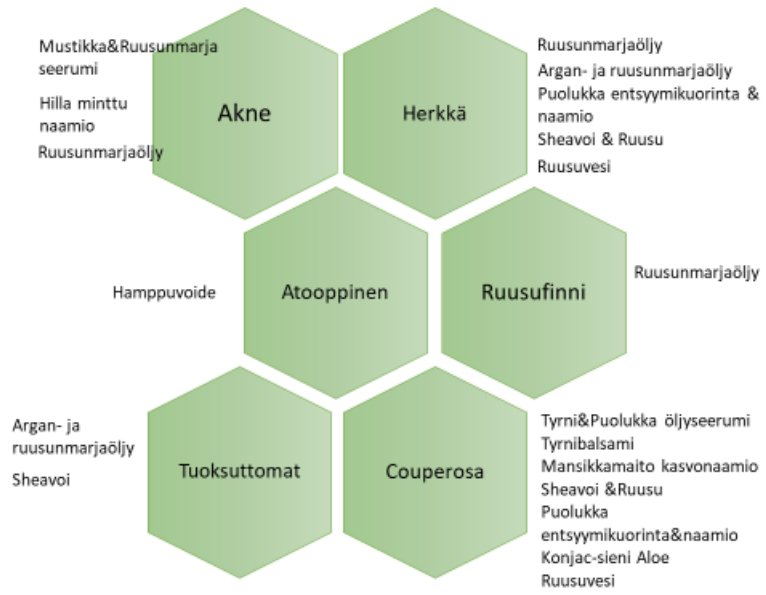 Mustikka&Ruusunmarja
seerumi
Hilla minttu
naamio
Ruusunmarjaöljy
Akne
Herkkä
Ruusunmarjaöljy
Argan- ja ruusunmarjaöljy
Puolukka entsyymikuorinta &
naamio
Sheavoi & Ruusu
Ruusuvesi
Hamppuvoide
Atooppinen
Ruusufinni
Ruusunmarjaöljy
Argan- ja
ruusunmarjaöljy
Sheavoi
Tuoksuttomat
Couperosa
Tyrni&Puolukka öljyseerumi
Tyrnibalsami
Mansikkamaito kasvonaamio
Sheavoi &Ruusu
Puolukka
entsyymikuorinta&naamio
Konjac-sieni Aloe
Ruusuvesi